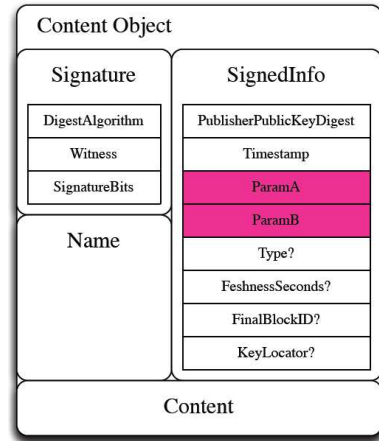 Content Object
Signature
DigestAlgorithm
Witness
SignatureBits
Name
SignedInfo
PublisherPublicKeyDigest
Timestamp
ParamA
ParamB
Type?
FeshnessSeconds?
FinalBlockID?
KeyLocator?
Content